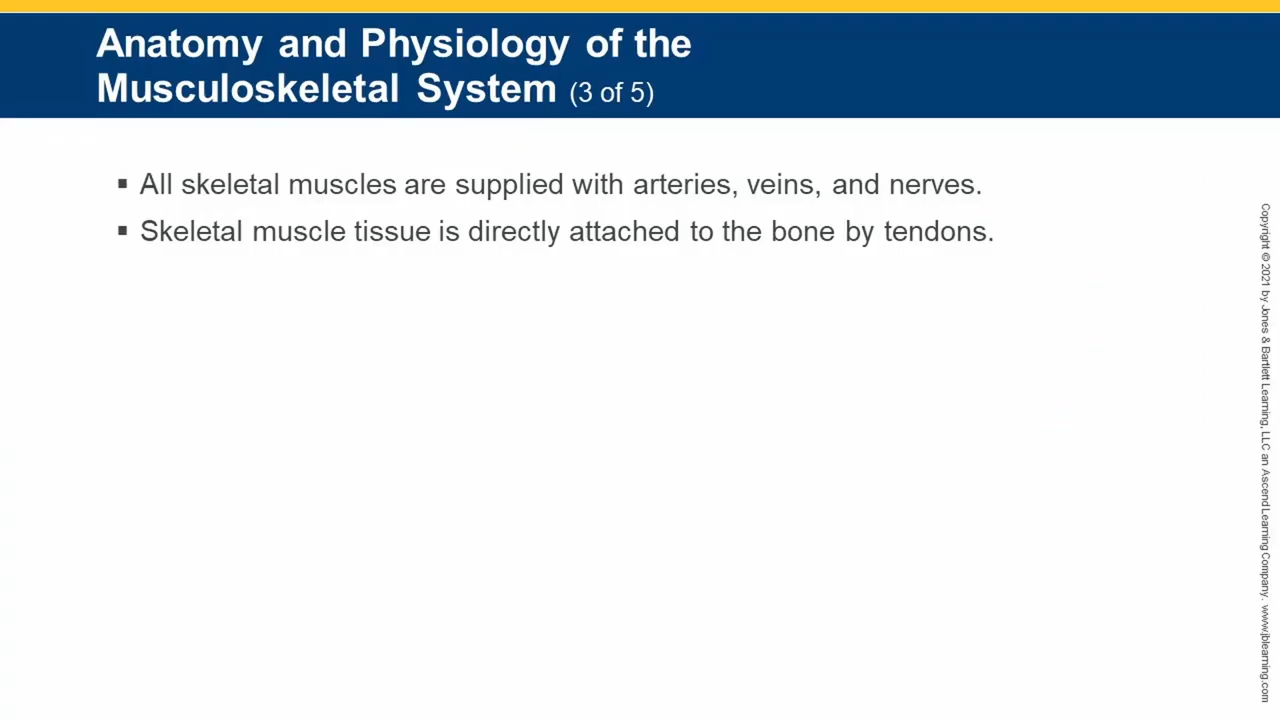 Anatomy and Physiology of the
Musculoskeletal System (3 of 5)
▪ All skeletal muscles are supplied with arteries, veins, and nerves.
▪ Skeletal muscle tissue is directly attached to the bone by tendons.
Copyright © 2021 by Jones & Bartlett Learning, LLC an Ascend Learning Company. www.jblearning.com